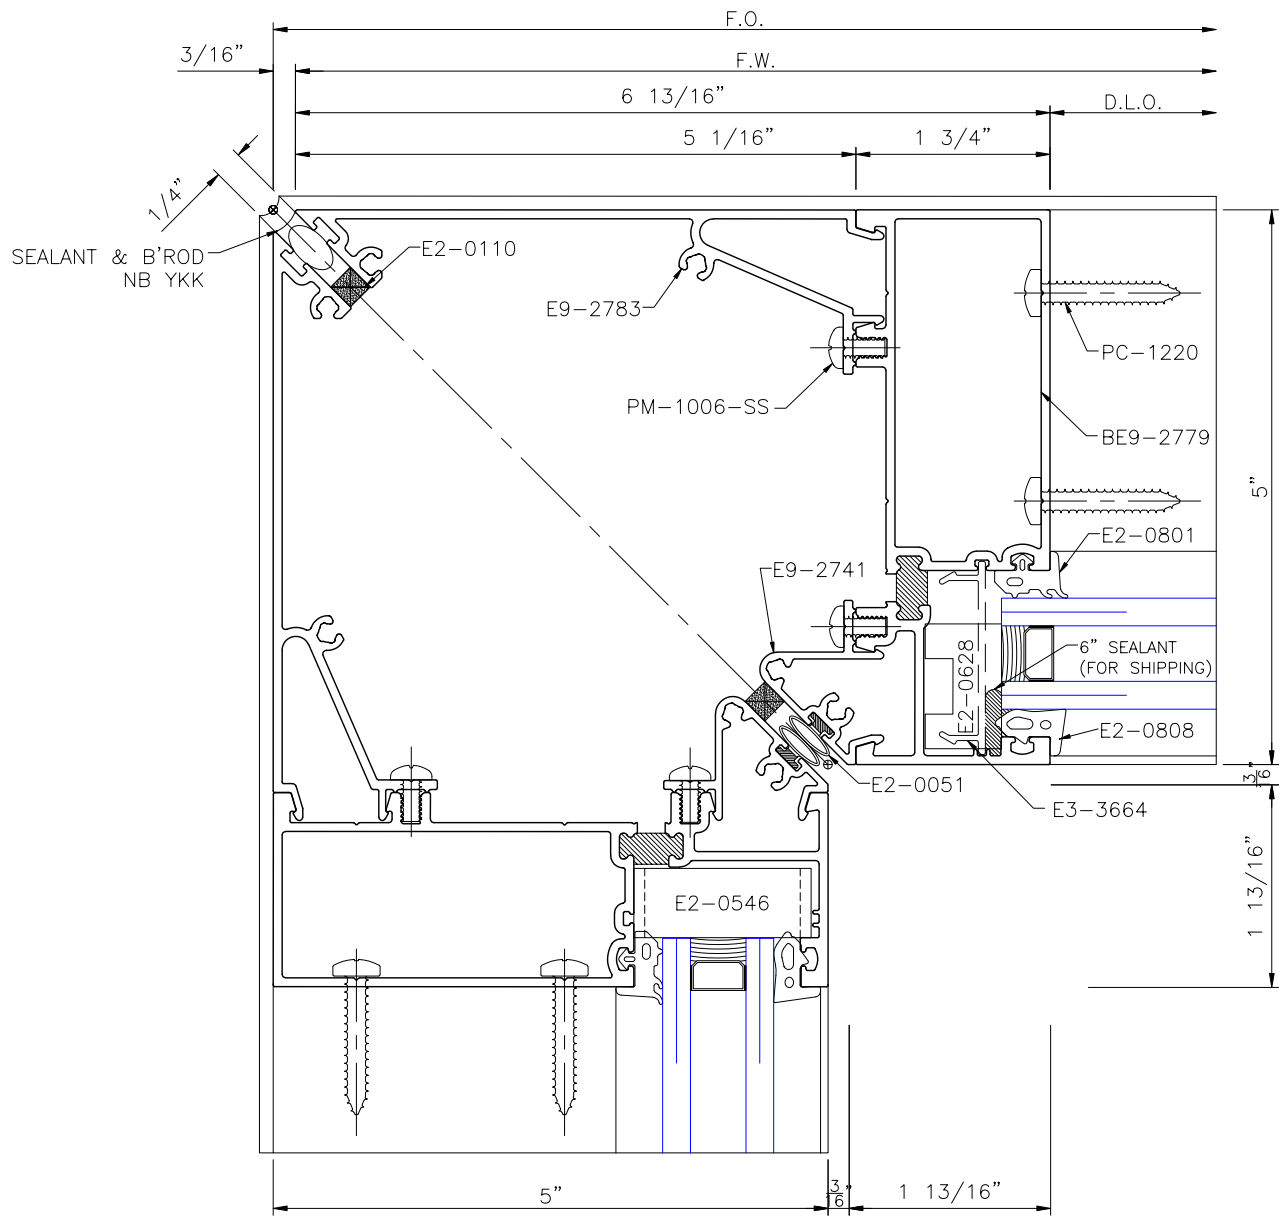 F.O.
3/16"
F.W.
6 13/16"
D.L.O.
5 1/16"
1 3/4"
1/4"
SEALANT & B'ROD
NB YKK
E2-0110
E9-2783
PC-1220
PM-1006-SS
BE9-2779
5"
E2-0801
E9-2741
E2-0628
6" SEALANT
(FOR SHIPPING)
E2-0808
E2-0051
E3-3664
3/16"
1 13/16"
E2-0546
5"
3/16"
1 13/16"